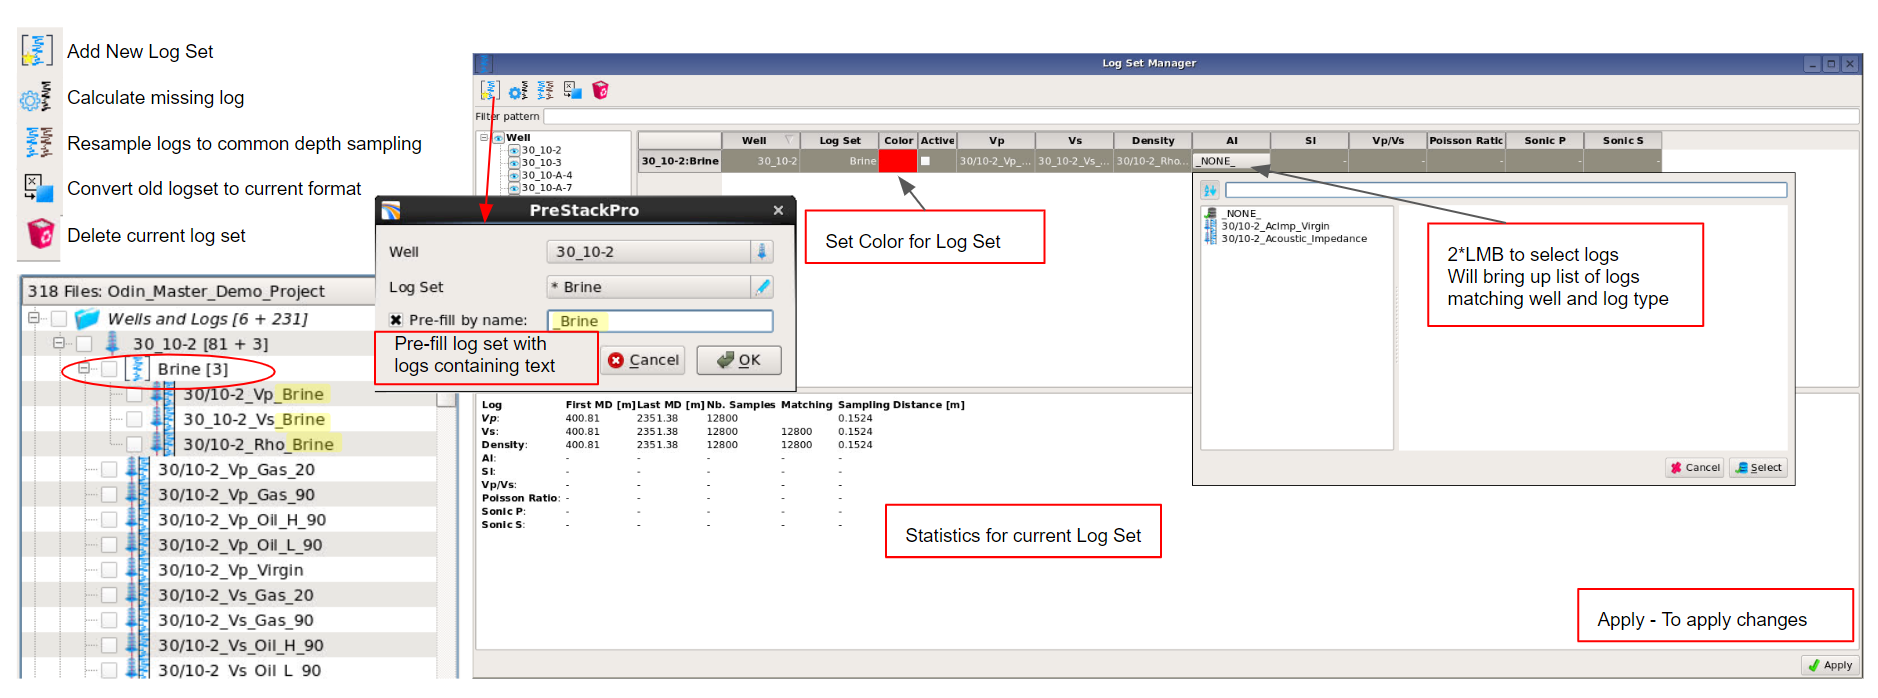 Add New Log Set
Calculate missing log
Resample logs to common depth sampling
Convert old logset to current format
Delete current log set
318 Files: Odin_Master_Demo_Project
Wells and Logs [6 + 231]
30_10-2 [81 + 3]
Brine [3]
30/10-2_Vp_Brine
30_10-2_Vs_Brine
30/10-2_Rho_Brine
30/10-2_Vp_Gas_20
30/10-2_Vp_Gas_90
30/10-2_Vp_Oil_H_90
30/10-2_Vp_Oil_L_90
30/10-2_Vp_Virgin
30/10-2_Vs_Gas_20
30/10-2_Vs_Gas_90
30/10-2_Vs_Oil_H_90
30/10-2_Vs_Oil_L_90
PreStackPro
Well 30_10-2
Log Set * Brine
Pre-fill by name: _Brine
Pre-fill log set with
logs containing text
Cancel OK
Log Set Manager
Filter pattern
Well
30_10-2
30_10-3
30_10-A-4
30_10-A-7
Well Log Set Color Active Vp Vs Density AI SI Vp/Vs Poisson Ratio Sonic P Sonic S
30_10-2:Brine 30_10-2 Brine 30/10-2_Vp_... 30_10-2_Vs_... 30/10-2_Rho... _NONE_ - - - - -
Set Color for Log Set
_NONE_
30/10-2_AcImp_Virgin
30/10-2_Acoustic_Impedance
2*LMB to select logs
Will bring up list of logs
matching well and log type
Cancel Select
Log First MD [m] Last MD [m] Nb. Samples Matching Sampling Distance [m]
Vp: 400.81 2351.38 12800 0.1524
Vs: 400.81 2351.38 12800 12800 0.1524
Density: 400.81 2351.38 12800 12800 0.1524
AI: - - - - -
SI: - - - - -
Vp/Vs: - - - - -
Poisson Ratio: - - - - -
Sonic P: - - - - -
Sonic S: - - - - -
Statistics for current Log Set
Apply - To apply changes
Apply